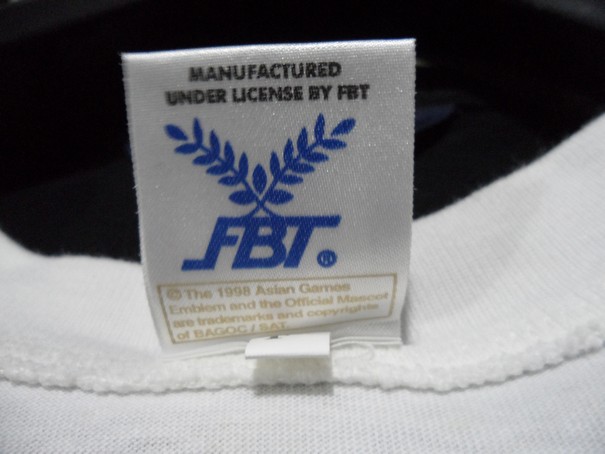 MANUFACTURED
UNDER LICENSE BY FBT
FBT®
© The 1998 Asian Games
Emblem and the Official Mascot
are trademarks and copyrights
of BAGOC / SAT